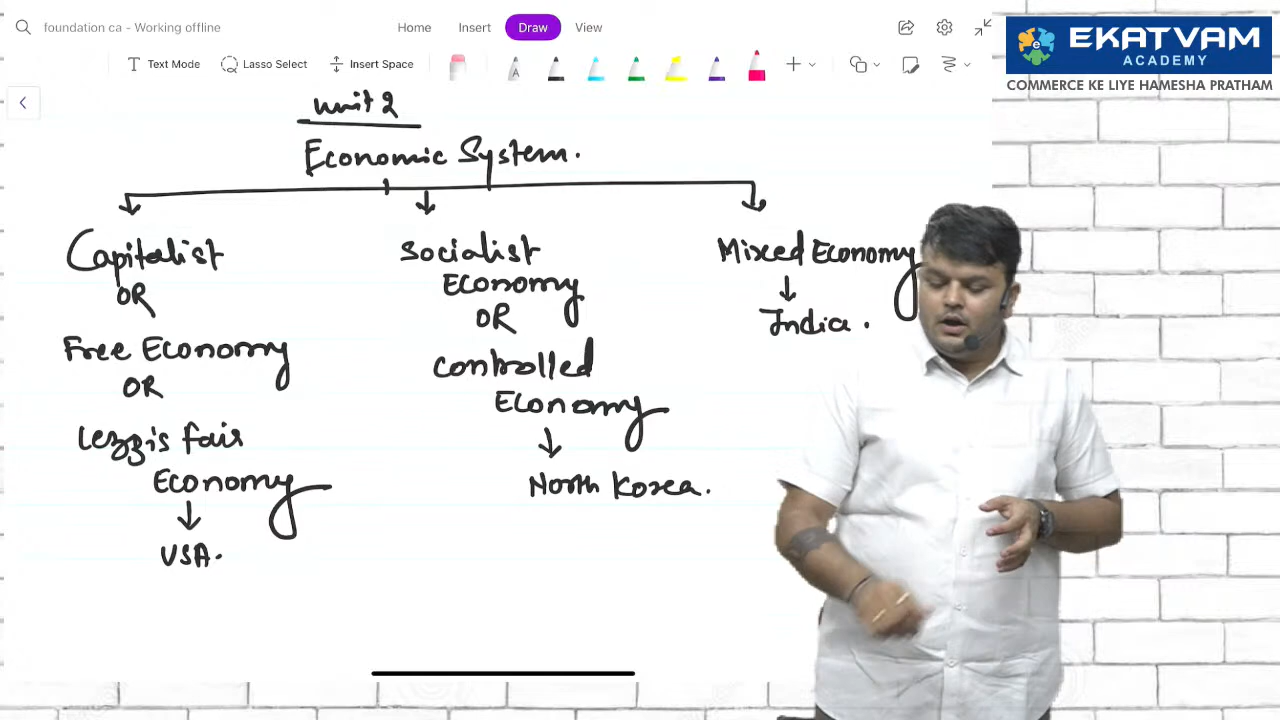 foundation ca - Working offline
Home
Insert
Draw
View
Text Mode
Lasso Select
Insert Space
EKATVAM
ACADEMY
COMMERCE KE LIYE HAMESHA PRATHAM
unit 2
Economic System.
Capitalist
OR
Free Economy
OR
Lezzis fair
Economy
USA.
Socialist
Economy
OR
Controlled
Economy
North Korea.
Mixed Economy
India.